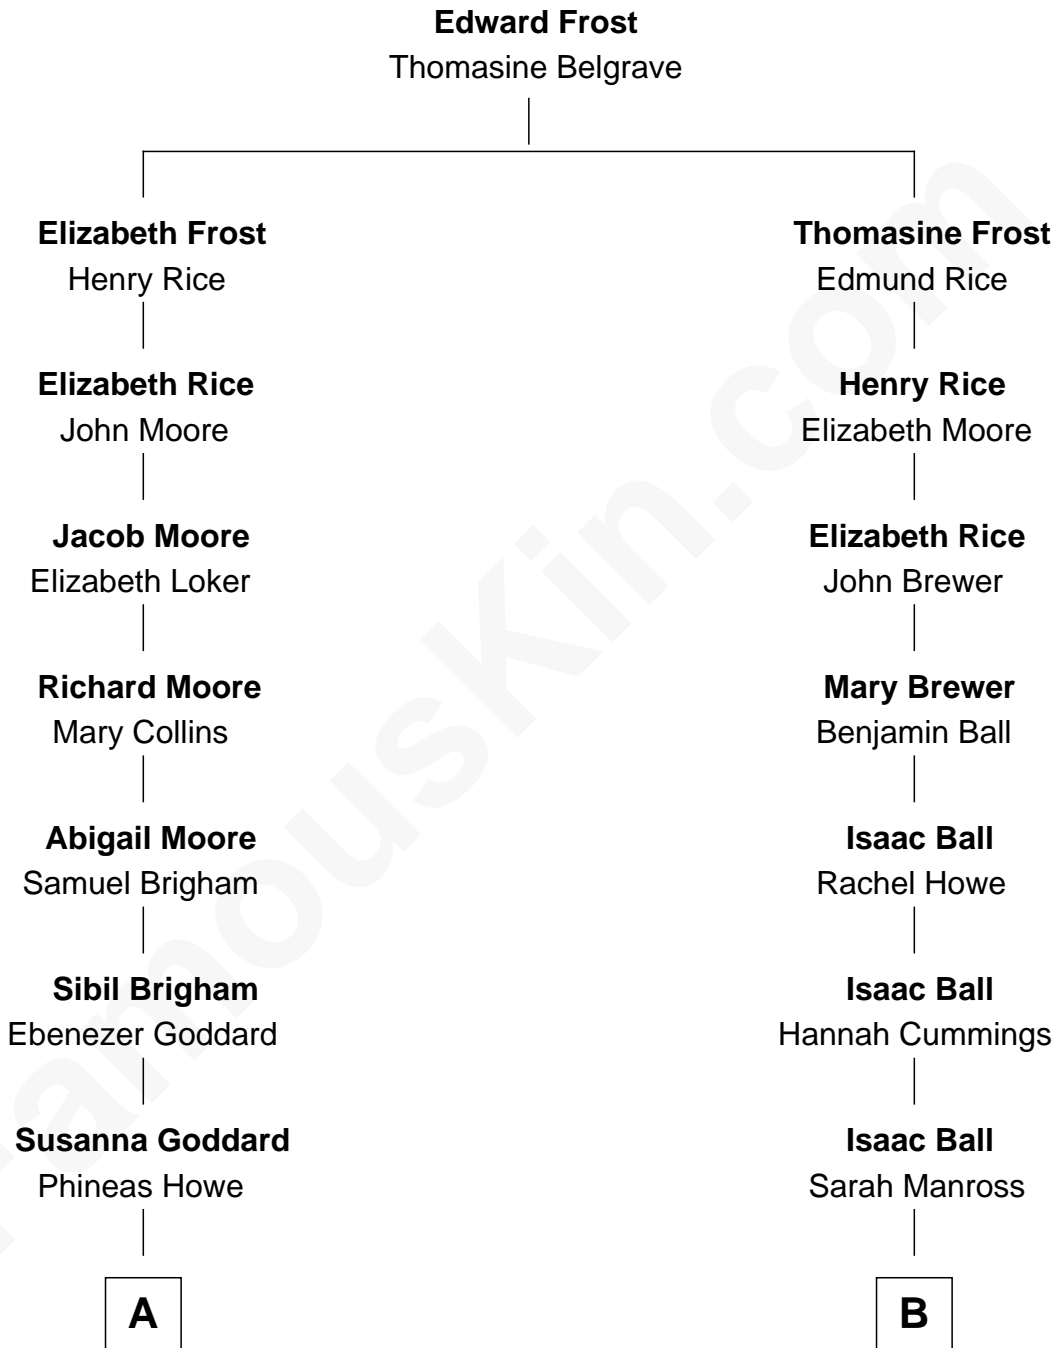 Edward Frost
Thomasine Belgrave
Elizabeth Frost
Henry Rice
Thomasine Frost
Edmund Rice
Elizabeth Rice
John Moore
Henry Rice
Elizabeth Moore
Jacob Moore
Elizabeth Loker
Elizabeth Rice
John Brewer
Richard Moore
Mary Collins
Mary Brewer
Benjamin Ball
Abigail Moore
Samuel Brigham
Isaac Ball
Rachel Howe
Sibil Brigham
Ebenezer Goddard
Isaac Ball
Hannah Cummings
Susanna Goddard
Phineas Howe
Isaac Ball
Sarah Manross
A
B
FamousKin.com